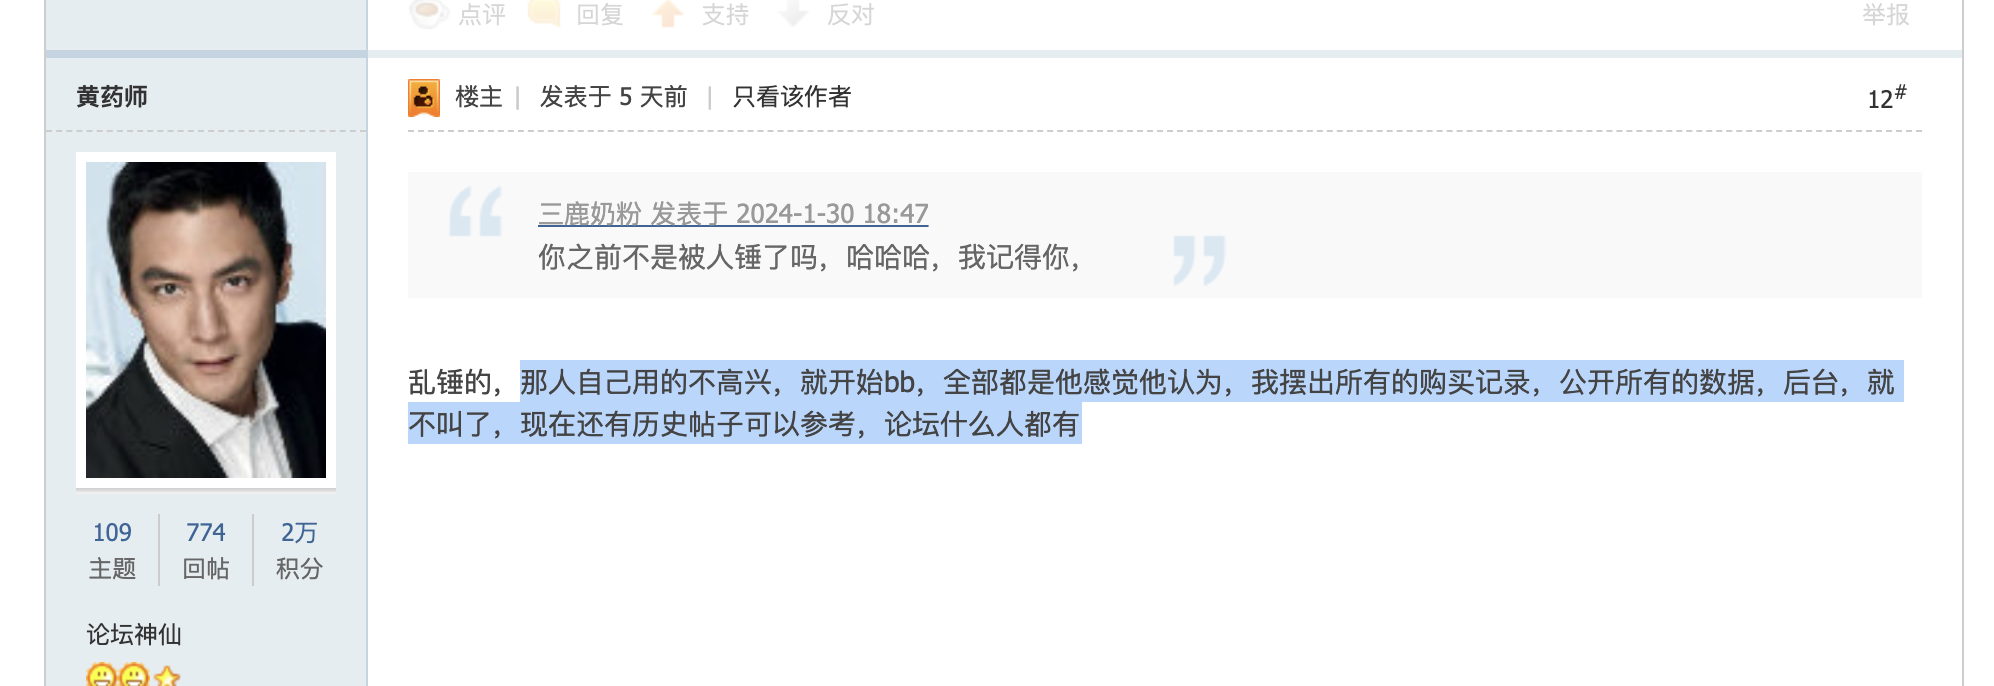 点评 回复 支持 反对 举报
黄药师
楼主 | 发表于 5 天前 | 只看该作者 12#
三鹿奶粉 发表于 2024-1-30 18:47
你之前不是被人锤了吗，哈哈哈，我记得你，
乱锤的，那人自己用的不高兴，就开始bb，全部都是他感觉他认为，我摆出所有的购买记录，公开所有的数据，后台，就
不叫了，现在还有历史帖子可以参考，论坛什么人都有
109 774 2万
主题 回帖 积分
论坛神仙